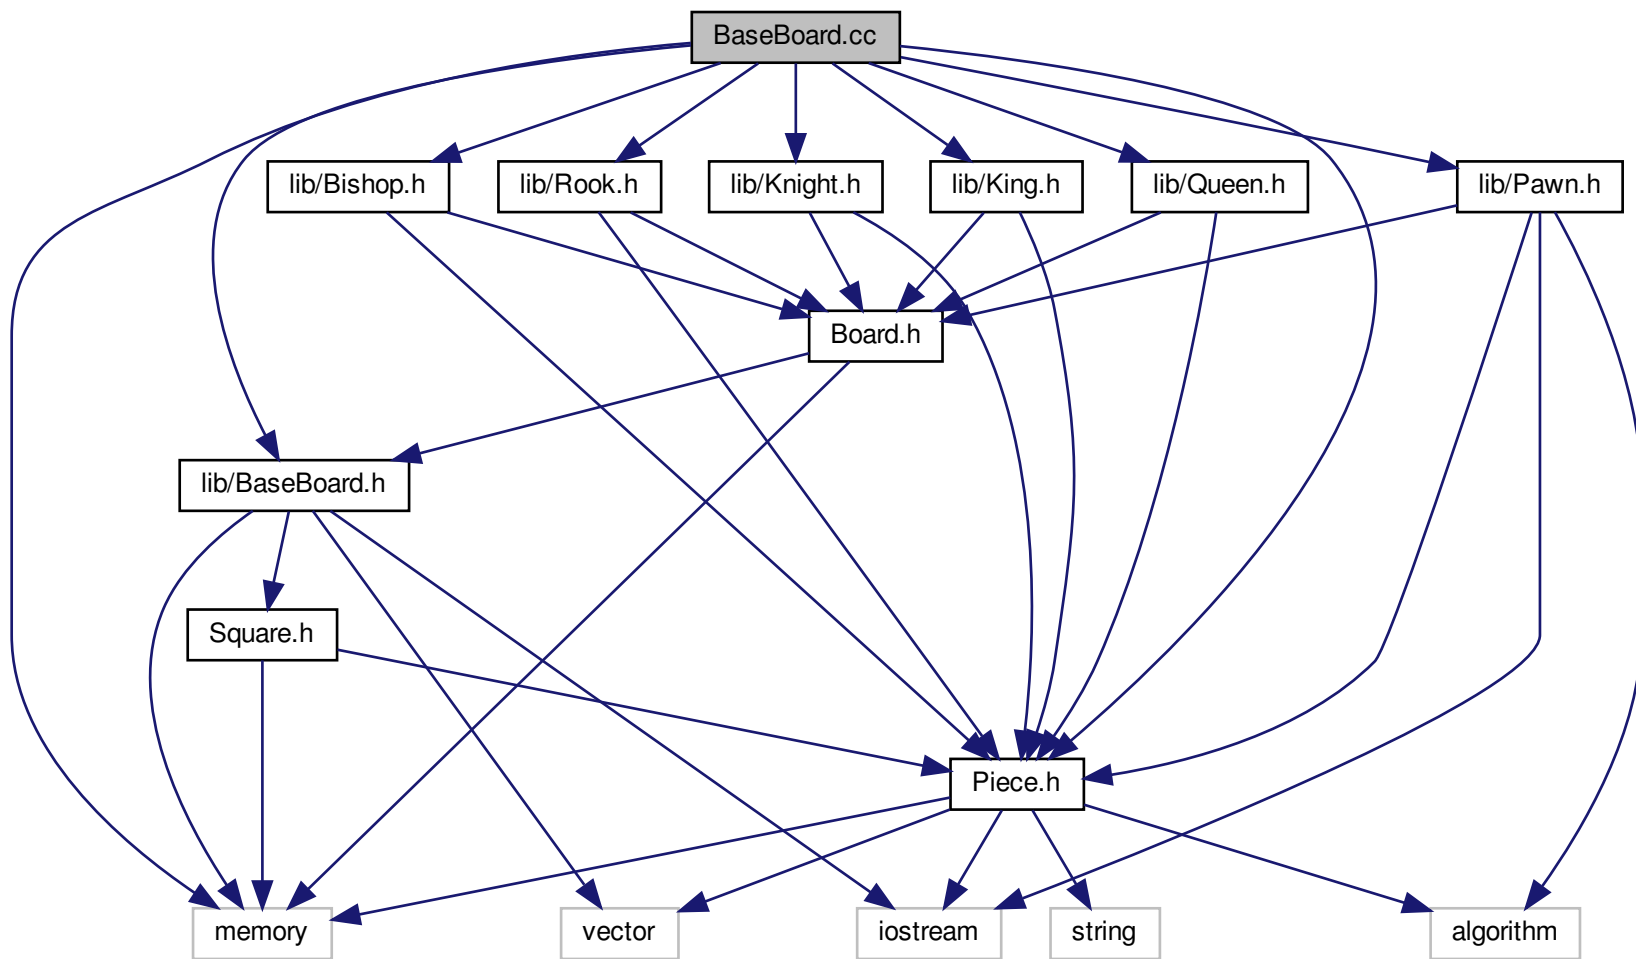 BaseBoard.cc
lib/Bishop.h
lib/Rook.h
lib/Knight.h
lib/King.h
lib/Queen.h
lib/Pawn.h
Board.h
lib/BaseBoard.h
Square.h
Piece.h
memory
vector
iostream
string
algorithm